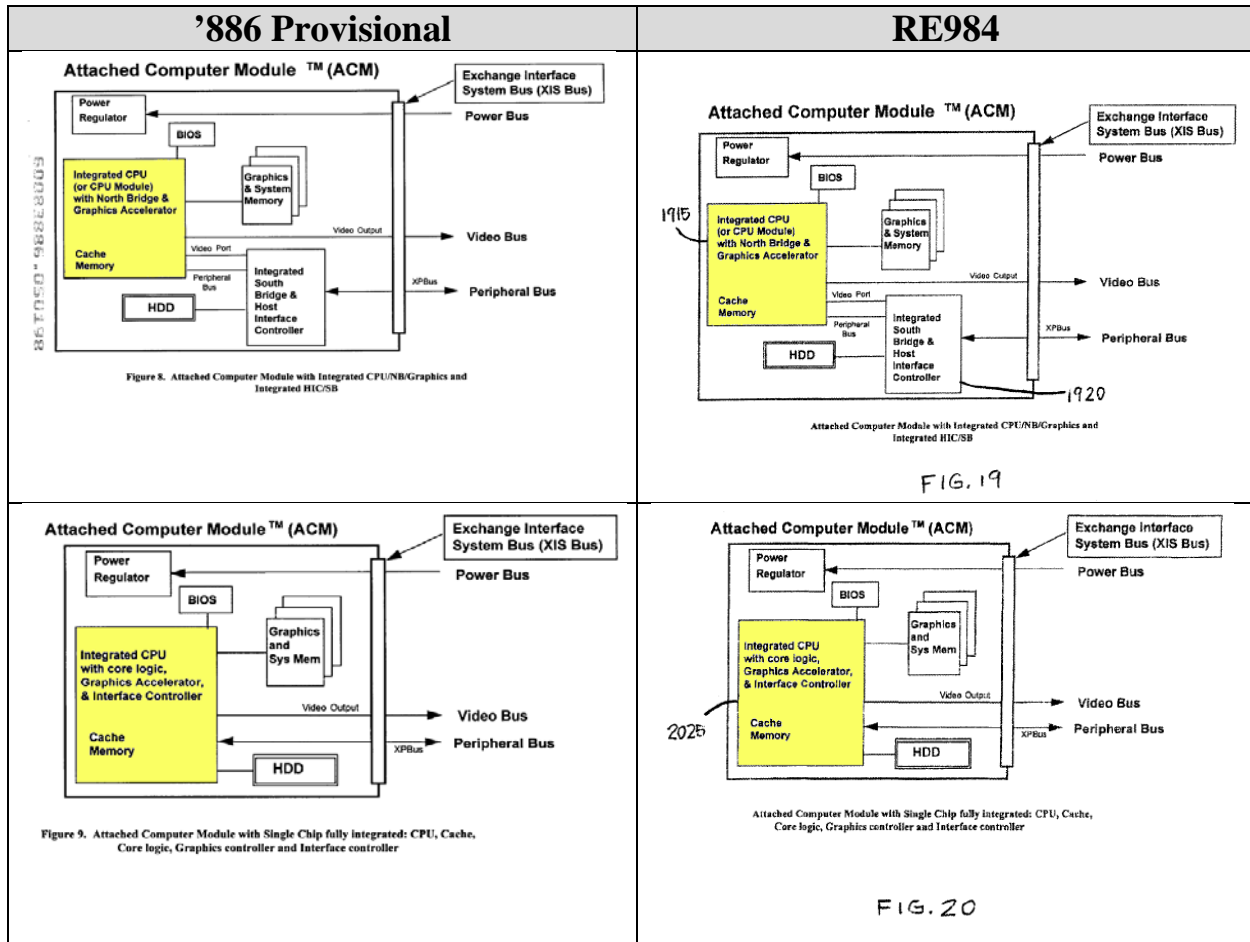 '886 Provisional
RE984
Attached Computer Module ™ (ACM)
Exchange Interface
System Bus (XIS Bus)
Power
Regulator
Power Bus
BIOS
Integrated CPU
(or CPU Module)
with North Bridge &
Graphics Accelerator
Cache
Memory
Graphics
& System
Memory
Video Output
Video Bus
Video Port
Peripheral
Bus
Integrated
South
Bridge &
Host
Interface
Controller
XPBus
Peripheral Bus
HDD
Figure 8. Attached Computer Module with Integrated CPU/NB/Graphics and
Integrated HIC/SB
Attached Computer Module ™ (ACM)
Exchange Interface
System Bus (XIS Bus)
Power
Regulator
Power Bus
BIOS
1915
Integrated CPU
(or CPU Module)
with North Bridge &
Graphics Accelerator
Cache
Memory
Graphics
& System
Memory
Video Output
Video Bus
Video Port
Peripheral
Bus
Integrated
South
Bridge &
Host
Interface
Controller
XPBus
Peripheral Bus
HDD
1920
Attached Computer Module with Integrated CPU/NB/Graphics and
Integrated HIC/SB
FIG. 19
Attached Computer Module ™ (ACM)
Exchange Interface
System Bus (XIS Bus)
Power
Regulator
Power Bus
BIOS
Integrated CPU
with core logic,
Graphics Accelerator,
& Interface Controller
Cache
Memory
Graphics
and
Sys Mem
Video Output
Video Bus
XPBus
Peripheral Bus
HDD
Figure 9. Attached Computer Module with Single Chip fully integrated: CPU, Cache,
Core logic, Graphics controller and Interface controller
Attached Computer Module ™ (ACM)
Exchange Interface
System Bus (XIS Bus)
Power
Regulator
Power Bus
BIOS
Integrated CPU
with core logic,
Graphics Accelerator,
& Interface Controller
Cache
Memory
2025
Graphics
and
Sys Mem
Video Output
Video Bus
XPBus
Peripheral Bus
HDD
Attached Computer Module with Single Chip fully integrated: CPU, Cache,
Core logic, Graphics controller and Interface controller
FIG. 20